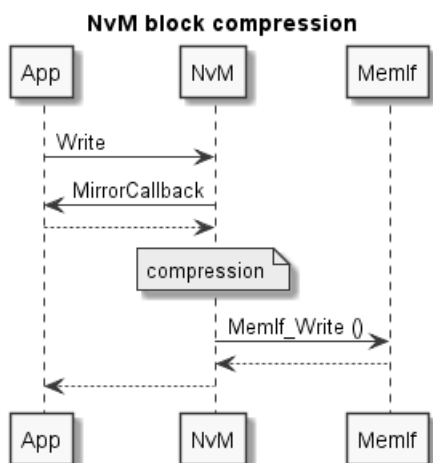 NvM block compression
App NvM MemIf
Write
MirrorCallback
compression
MemIf_Write ()
App NvM MemIf